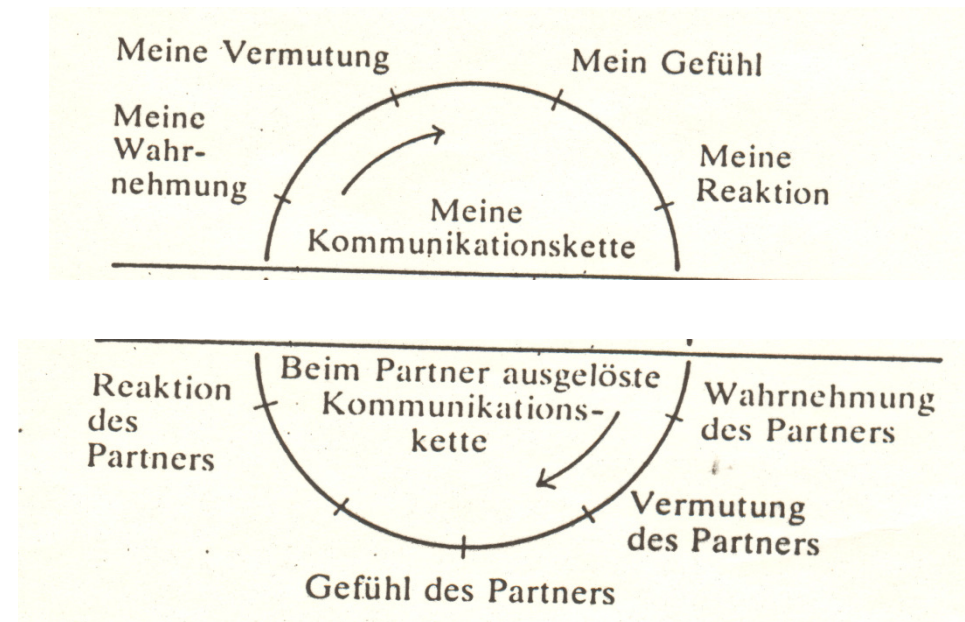 Meine Vermutung
Mein Gefühl
Meine
Wahr-
nehmung
Meine
Reaktion
Meine
Kommunikationskette
Beim Partner ausgelöste
Kommunikations-
kette
Reaktion
des
Partners
Wahrnehmung
des Partners
Vermutung
des Partners
Gefühl des Partners